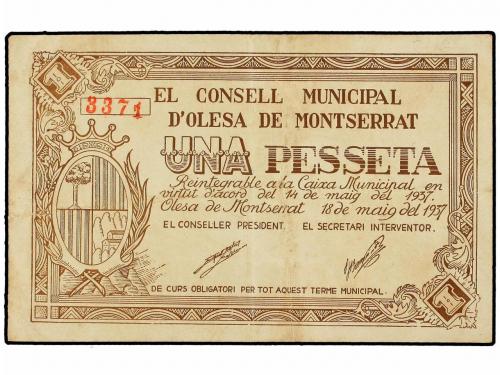 3371
EL CONSELL MUNICIPAL
D'OLESA DE MONTSERRAT
UNA PESSETA
Reintegrable a la Caixa Municipal en
virtut d'acord del 14 de maig del 1937.
Olesa de Montserrat 18 de maig del 1937
EL CONSELLER PRESIDENT. EL SECRETARI INTERVENTOR.
DE CURS OBLIGATORI PER TOT AQUEST TERME MUNICIPAL.